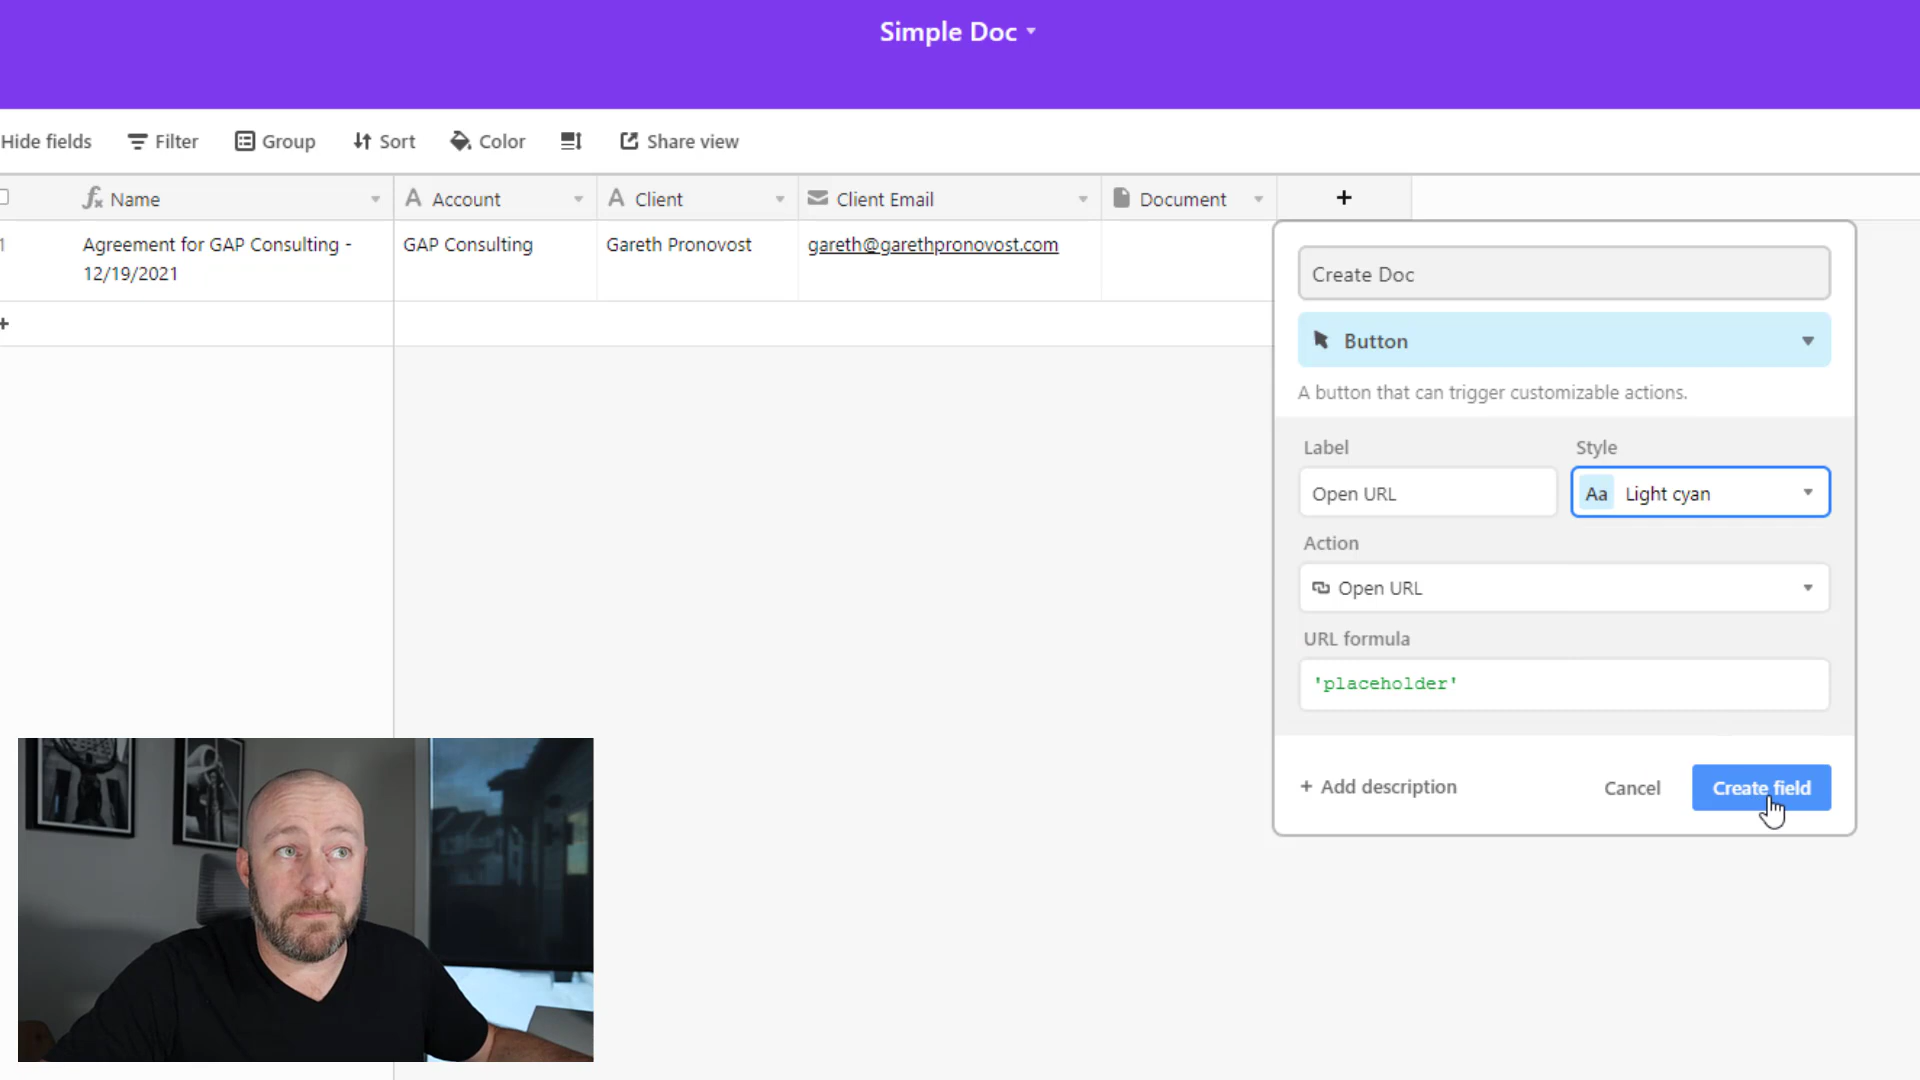 Simple Doc
Hide fields
Filter
Group
Sort
Color
Share view
Name
Account
Client
Client Email
Document
+
1
Agreement for GAP Consulting -
12/19/2021
GAP Consulting
Gareth Pronovost
gareth@garethpronovost.com
+
Create Doc
Button
A button that can trigger customizable actions.
Label
Style
Open URL
Aa Light cyan
Action
Open URL
URL formula
'placeholder'
+ Add description
Cancel
Create field